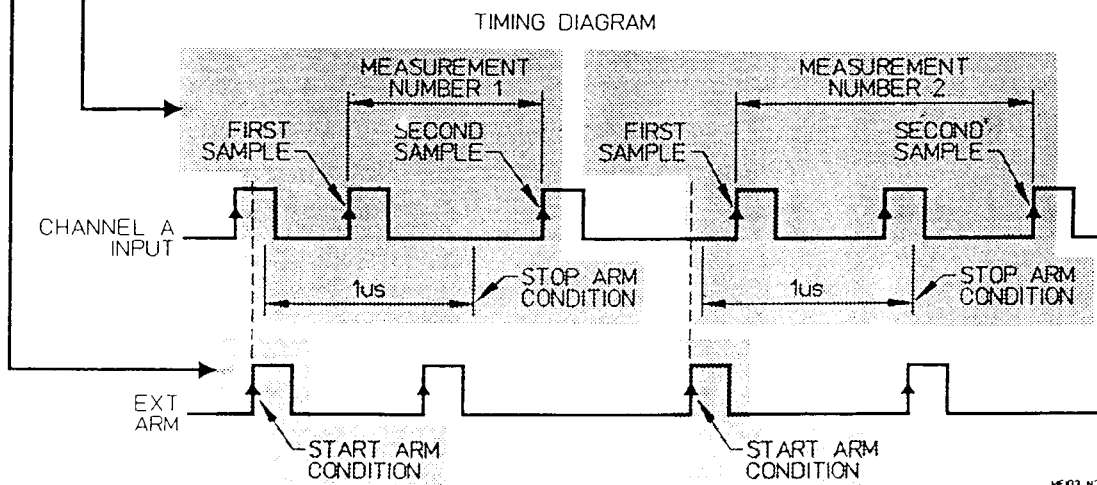 TIMING DIAGRAM
MEASUREMENT
NUMBER 1
MEASUREMENT
NUMBER 2
FIRST
SAMPLE
SECOND
SAMPLE
FIRST
SAMPLE
SECOND
SAMPLE
CHANNEL A
INPUT
1us
STOP ARM
CONDITION
1us
STOP ARM
CONDITION
EXT
ARM
START ARM
CONDITION
START ARM
CONDITION